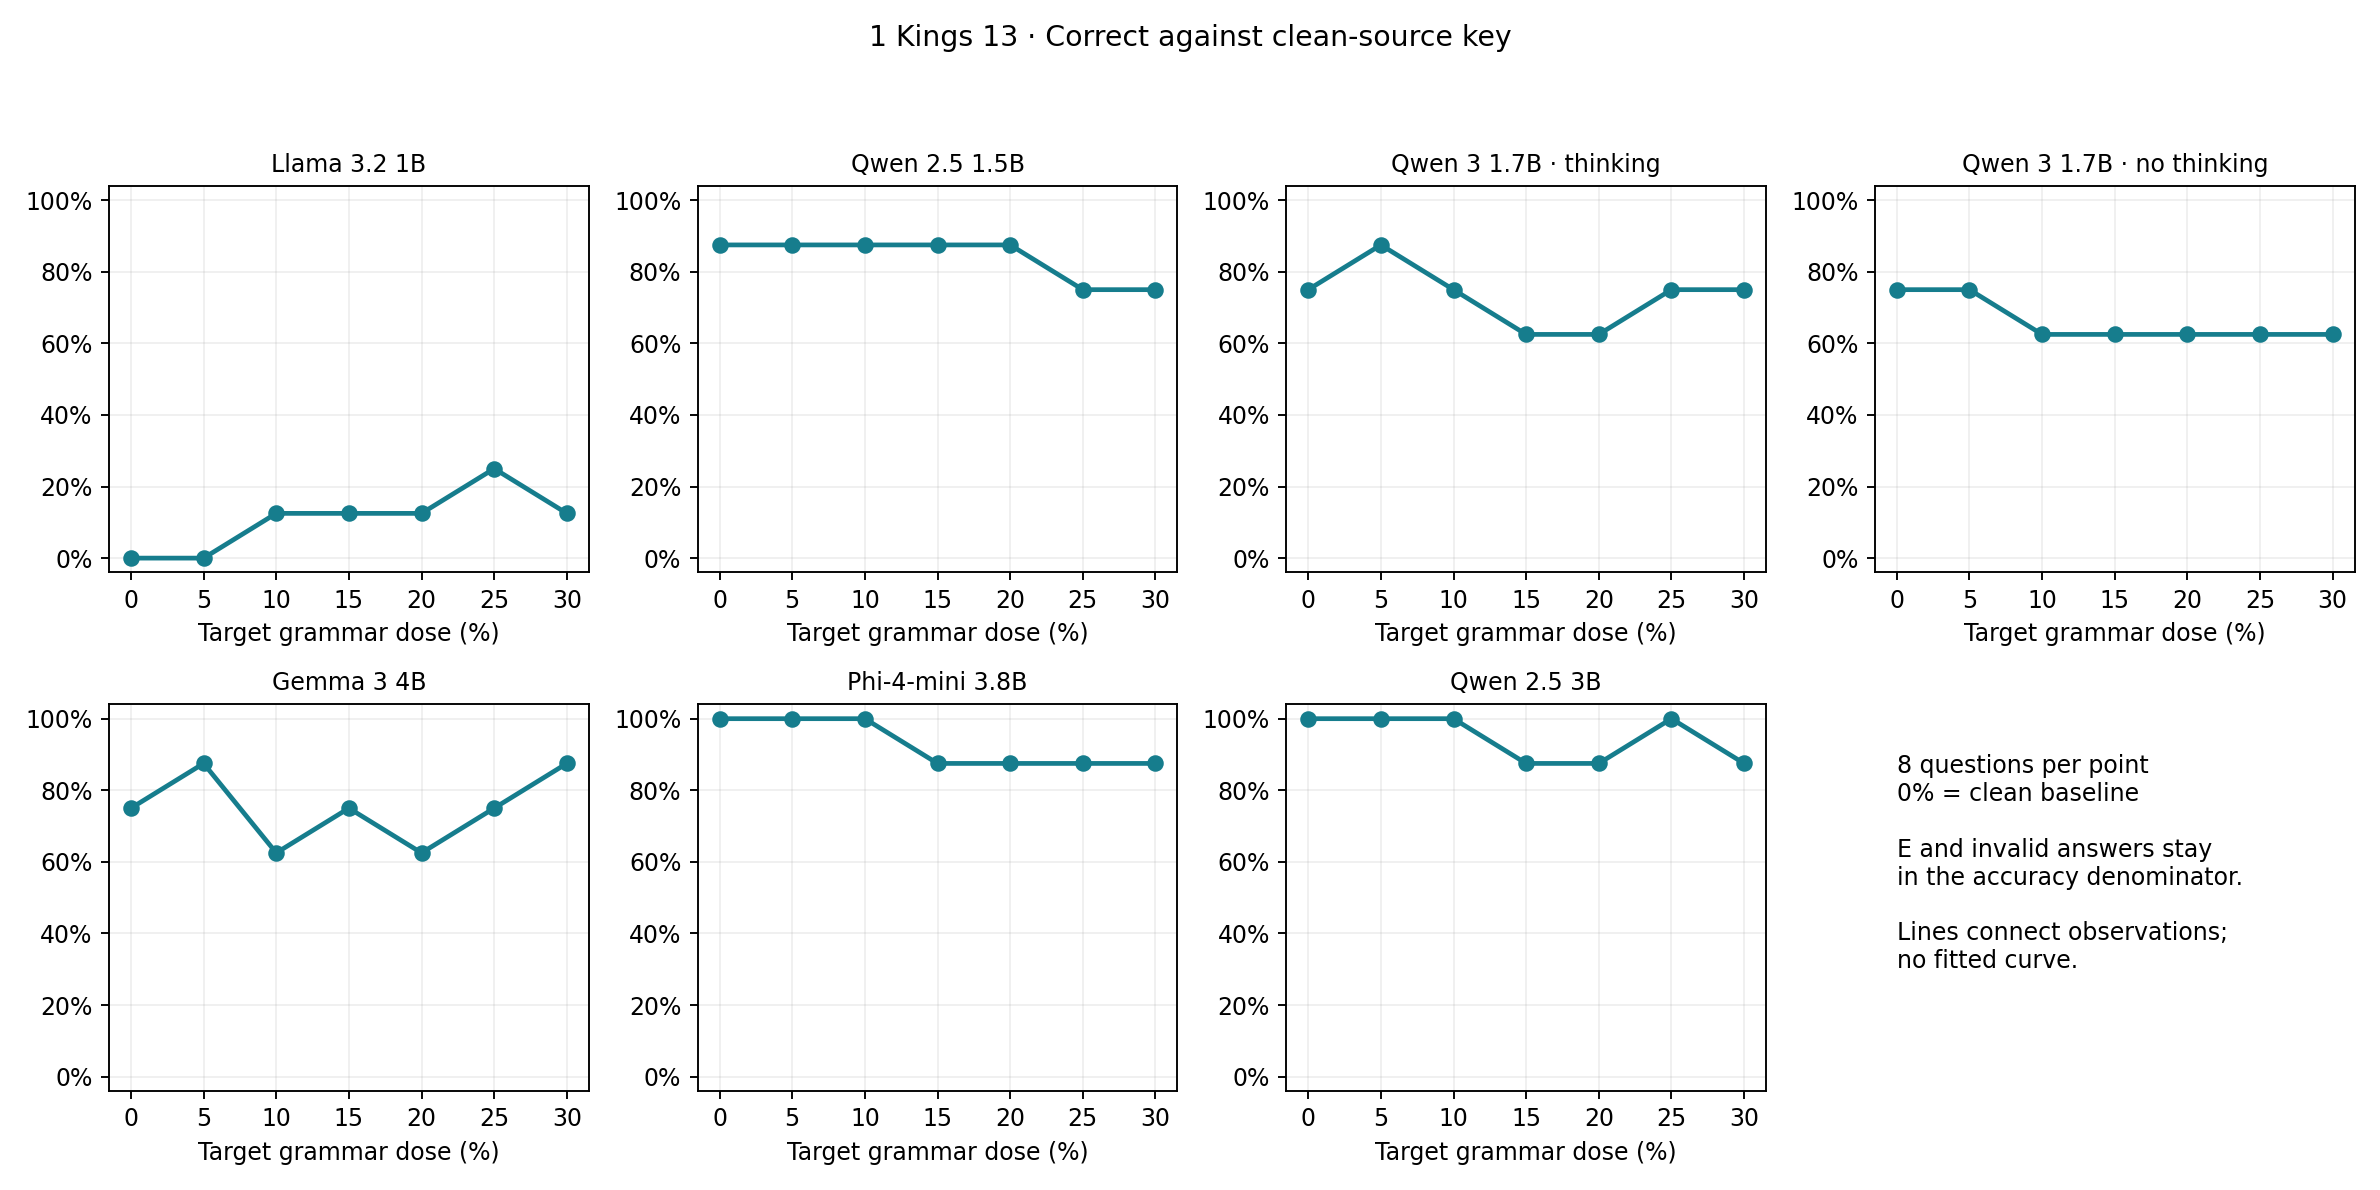 1 Kings 13 · Correct against clean-source key
Llama 3.2 1B
100%
80%
60%
40%
20%
0%
0 5 10 15 20 25 30
Target grammar dose (%)
Qwen 2.5 1.5B
100%
80%
60%
40%
20%
0%
0 5 10 15 20 25 30
Target grammar dose (%)
Qwen 3 1.7B · thinking
100%
80%
60%
40%
20%
0%
0 5 10 15 20 25 30
Target grammar dose (%)
Qwen 3 1.7B · no thinking
100%
80%
60%
40%
20%
0%
0 5 10 15 20 25 30
Target grammar dose (%)
Gemma 3 4B
100%
80%
60%
40%
20%
0%
0 5 10 15 20 25 30
Target grammar dose (%)
Phi-4-mini 3.8B
100%
80%
60%
40%
20%
0%
0 5 10 15 20 25 30
Target grammar dose (%)
Qwen 2.5 3B
100%
80%
60%
40%
20%
0%
0 5 10 15 20 25 30
Target grammar dose (%)
8 questions per point
0% = clean baseline
E and invalid answers stay
in the accuracy denominator.
Lines connect observations;
no fitted curve.